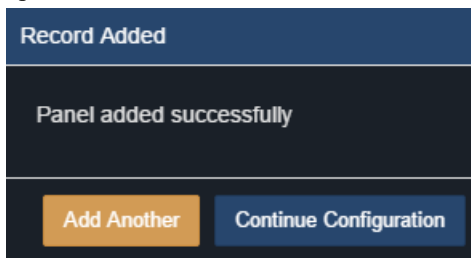 Record Added
Panel added successfully
Add Another
Continue Configuration